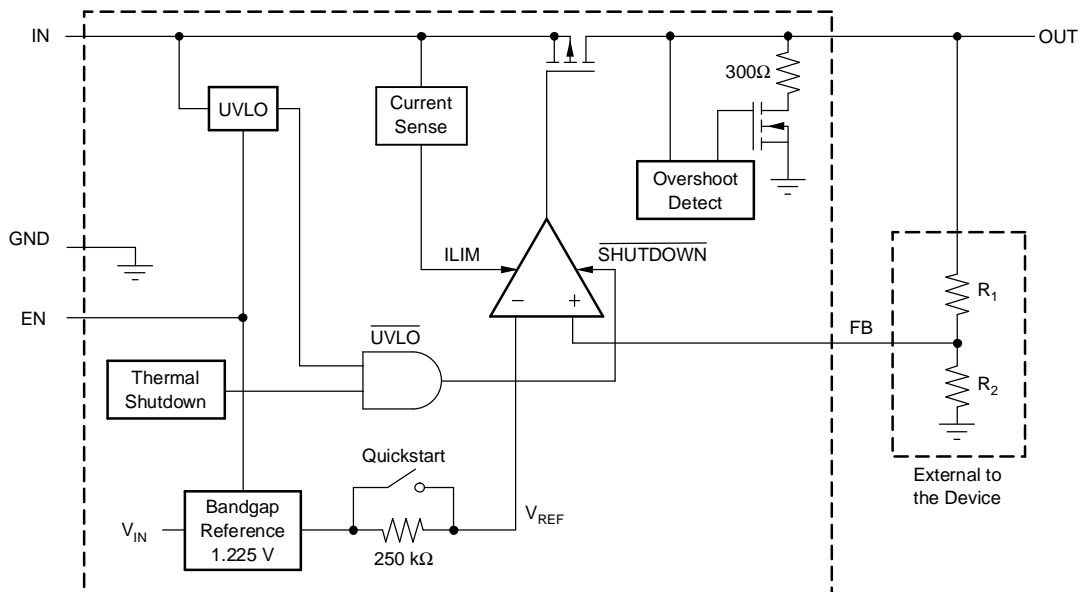 IN
OUT
300Ω
UVLO
Current
Sense
Overshoot
Detect
GND
ILIM
SHUTDOWN
R1
− +
EN
FB
UVLO
Thermal
Shutdown
R2
Quickstart
External to
the Device
VIN
Bandgap
Reference
1.225 V
VREF
250 kΩ